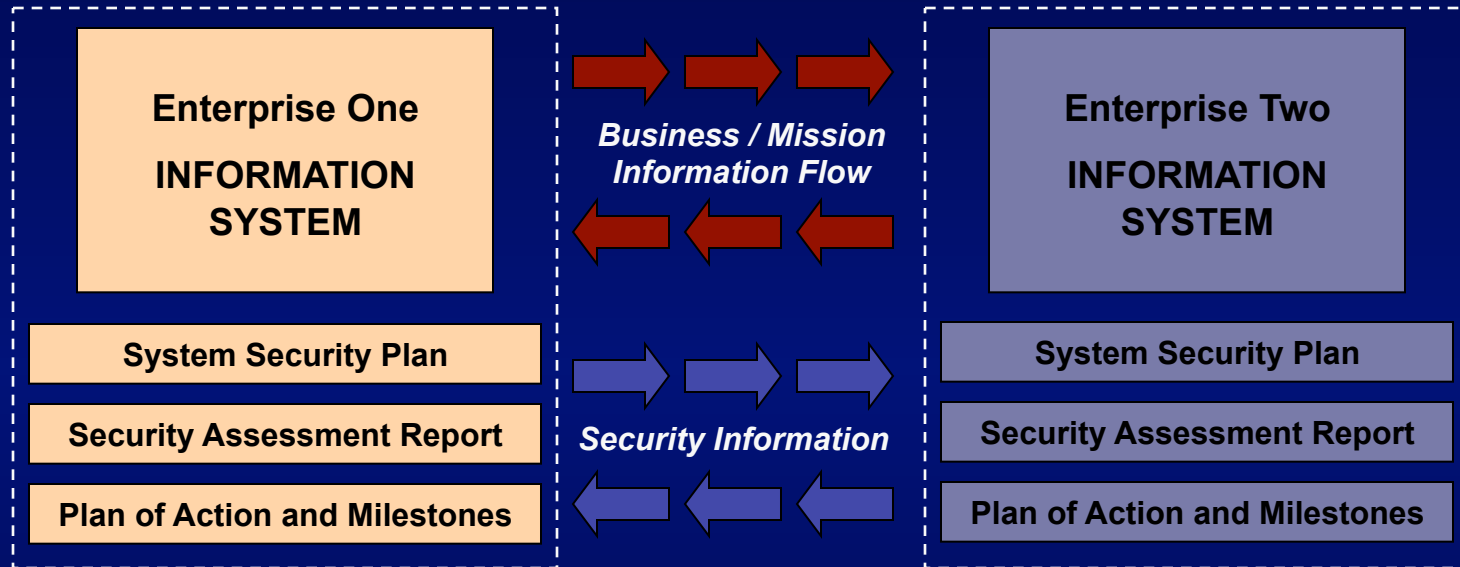 Enterprise One
INFORMATION
SYSTEM
System Security Plan
Security Assessment Report
Plan of Action and Milestones
Business / Mission
Information Flow
Security Information
Enterprise Two
INFORMATION
SYSTEM
System Security Plan
Security Assessment Report
Plan of Action and Milestones